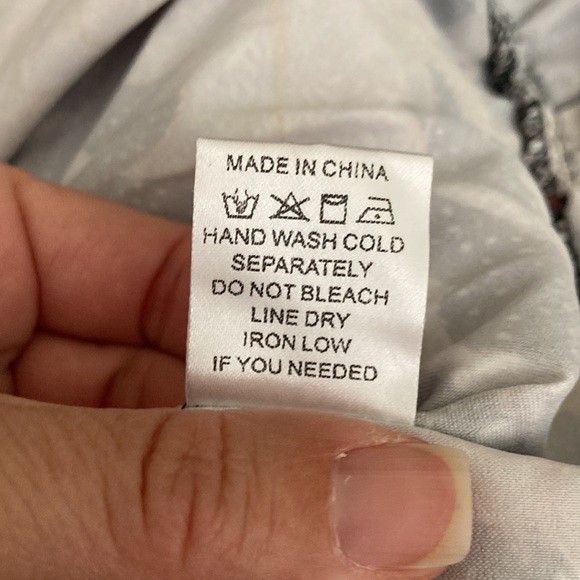 MADE IN CHINA
HAND WASH COLD
SEPARATELY
DO NOT BLEACH
LINE DRY
IRON LOW
IF YOU NEEDED